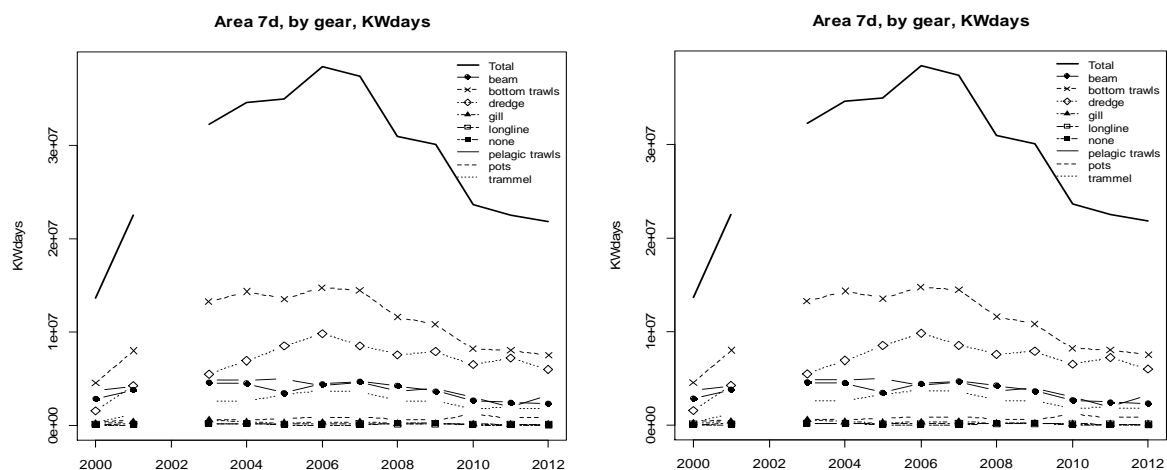 Area 7d, by gear, KWdays
KWdays
0e+00
1e+07
2e+07
3e+07
2000
2002
2004
2006
2008
2010
2012
Total
beam
bottom trawls
dredge
gill
longline
none
pelagic trawls
pots
trammel
Area 7d, by gear, KWdays
KWdays
0e+00
1e+07
2e+07
3e+07
2000
2002
2004
2006
2008
2010
2012
Total
beam
bottom trawls
dredge
gill
longline
none
pelagic trawls
pots
trammel